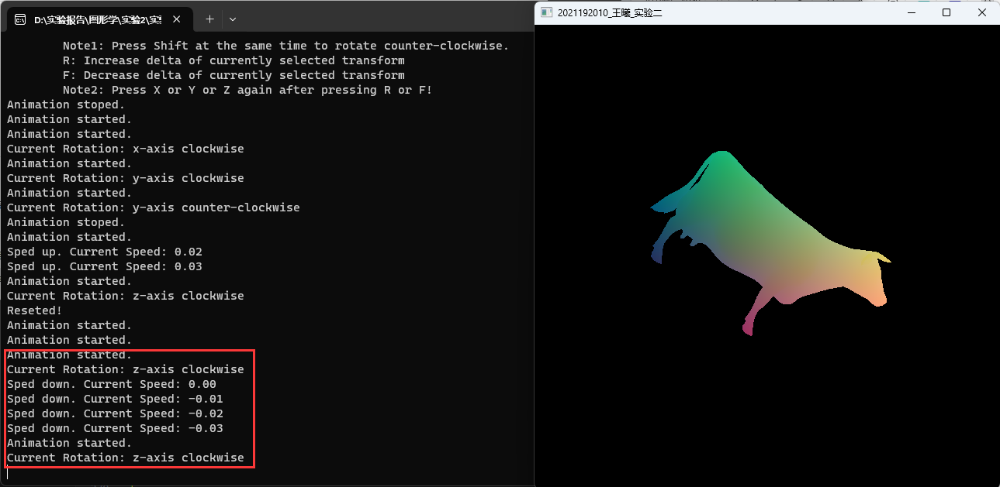 D:\实验报告\图形学\实验2\实
Note1: Press Shift at the same time to rotate counter-clockwise.
R: Increase delta of currently selected transform
F: Decrease delta of currently selected transform
Note2: Press X or Y or Z again after pressing R or F!
Animation stoped.
Animation started.
Animation started.
Current Rotation: x-axis clockwise
Animation started.
Current Rotation: y-axis clockwise
Animation started.
Current Rotation: y-axis counter-clockwise
Animation stoped.
Animation started.
Sped up. Current Speed: 0.02
Sped up. Current Speed: 0.03
Animation started.
Current Rotation: z-axis clockwise
Reseted!
Animation started.
Animation started.
Animation started.
Current Rotation: z-axis clockwise
Sped down. Current Speed: 0.00
Sped down. Current Speed: -0.01
Sped down. Current Speed: -0.02
Sped down. Current Speed: -0.03
Animation started.
Current Rotation: z-axis clockwise
2021192010_王曦_实验二